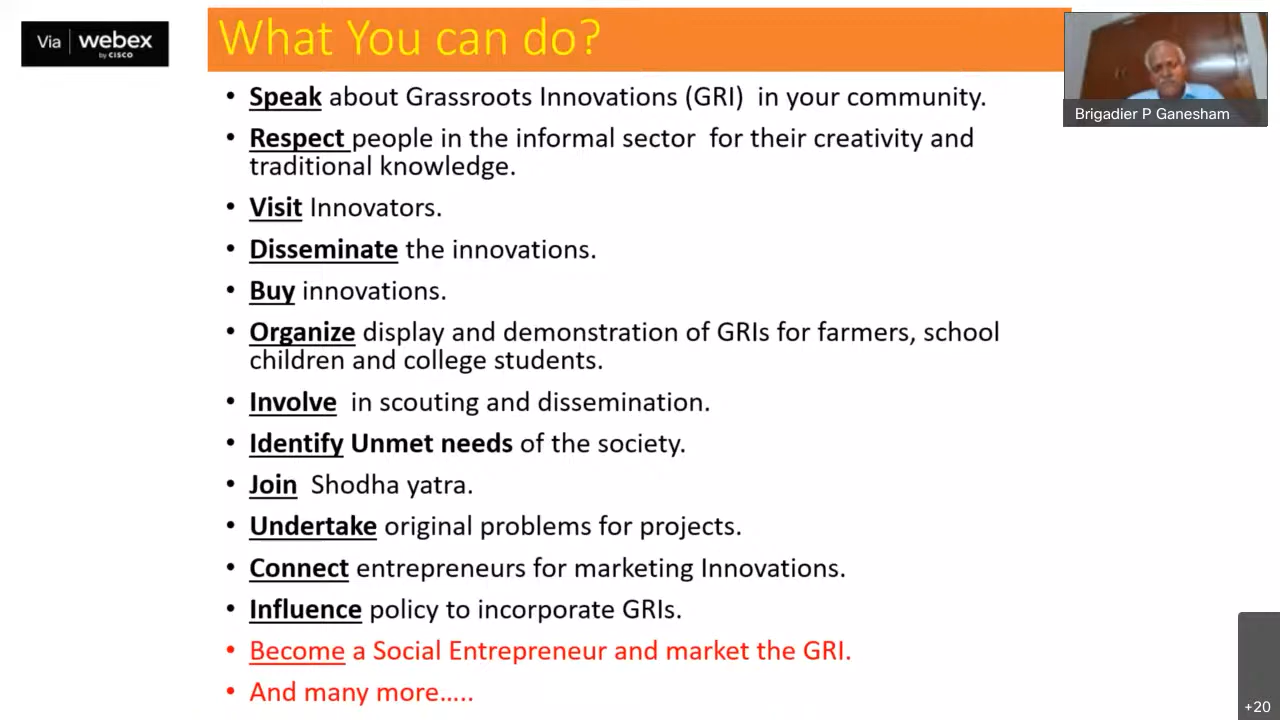 Via webex
by CISCO
What You can do?
Brigadier P Ganesham
• Speak about Grassroots Innovations (GRI) in your community.
• Respect people in the informal sector for their creativity and
traditional knowledge.
• Visit Innovators.
• Disseminate the innovations.
• Buy innovations.
• Organize display and demonstration of GRIs for farmers, school
children and college students.
• Involve in scouting and dissemination.
• Identify Unmet needs of the society.
• Join Shodha yatra.
• Undertake original problems for projects.
• Connect entrepreneurs for marketing Innovations.
• Influence policy to incorporate GRIs.
• Become a Social Entrepreneur and market the GRI.
• And many more…..
+20